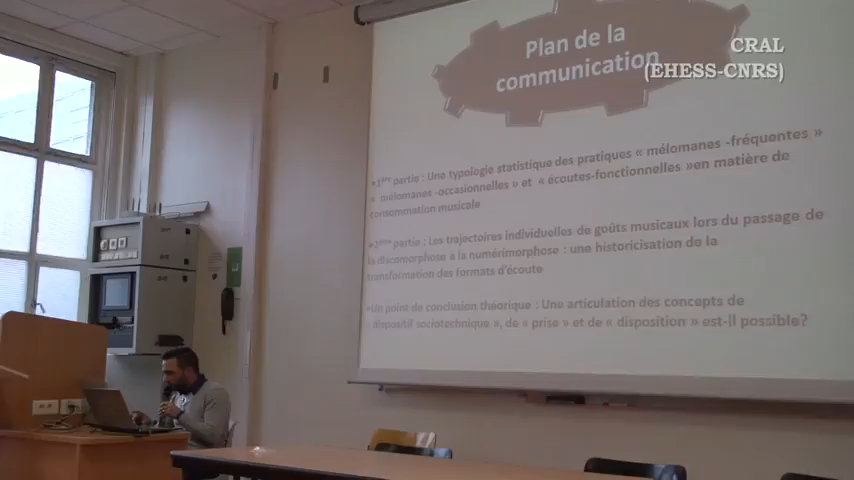 Plan de la
communication
CRAL
(EHESS-CNRS)
•1ère partie : Une typologie statistique des pratiques « mélomanes -fréquentes »
« mélomanes -occasionnelles » et « écoutes-fonctionnelles »en matière de
consommation musicale
•2ème partie : Les trajectoires individuelles de goûts musicaux lors du passage de
la discomorphose à la numérimorphose : une historicisation de la
transformation des formats d'écoute
•Un point de conclusion théorique : Une articulation des concepts de
« dispositif sociotechnique », de « prise » et de « disposition » est-il possible?